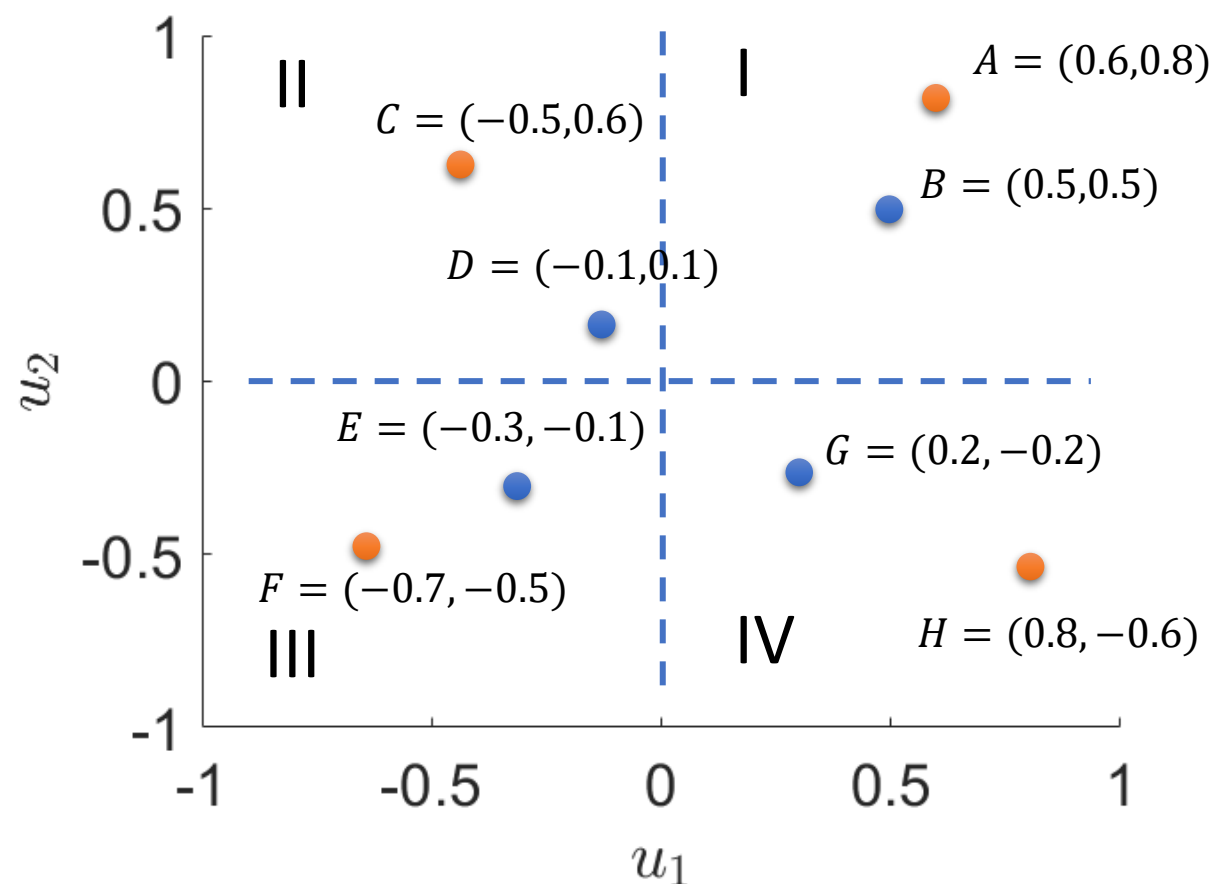 1
II
I
A = (0.6,0.8)
C = (−0.5,0.6)
0.5
B = (0.5,0.5)
D = (−0.1,0.1)
u2
0
E = (−0.3, −0.1)
G = (0.2, −0.2)
-0.5
F = (−0.7, −0.5)
III
IV
H = (0.8, −0.6)
-1
-1 -0.5 0 0.5 1
u1